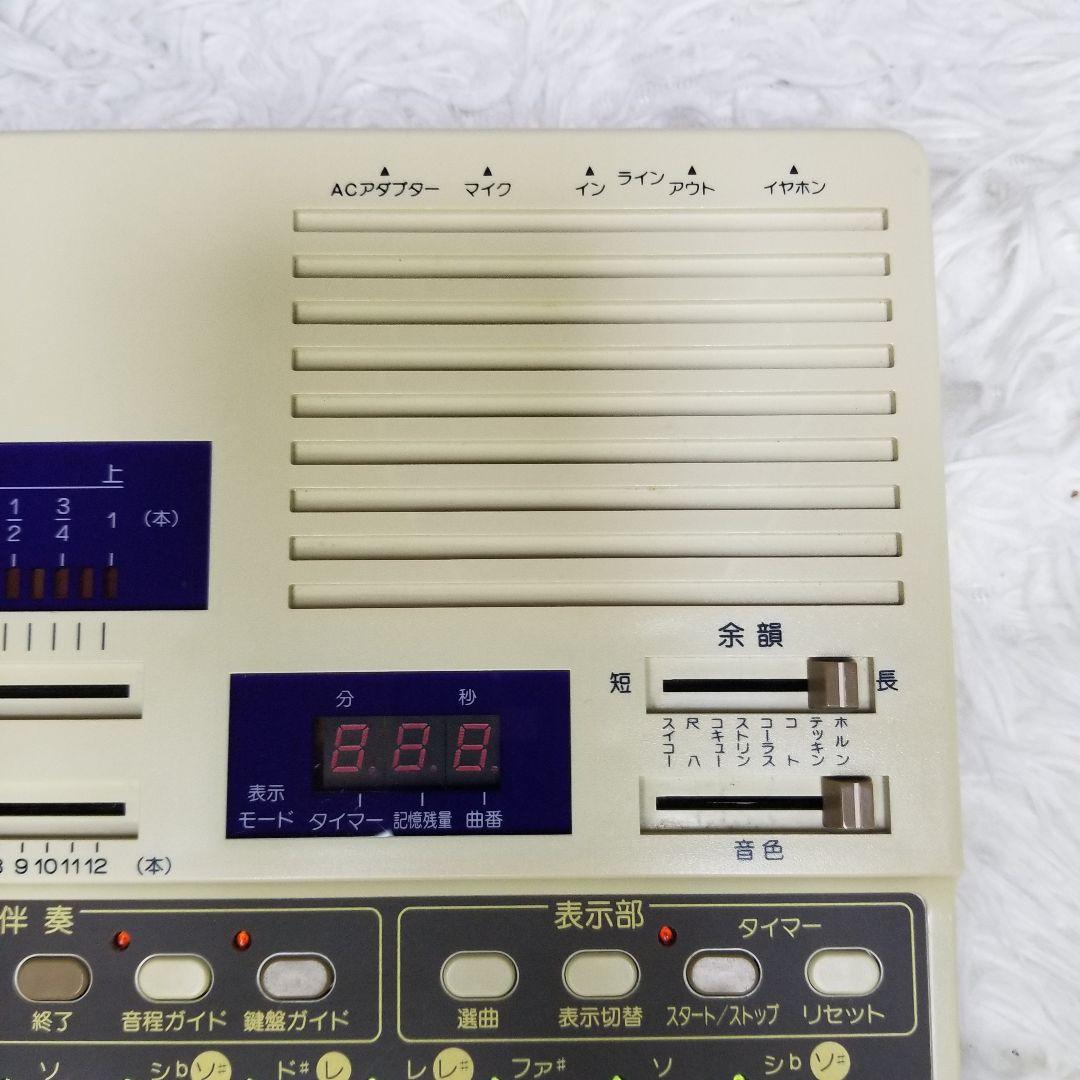 ACアダプター マイク イン ライン アウト イヤホン
上
1/2 3/4 1 (本)
余韻
短 長
スイコー 尺八 コキュー ストリン コーラス コト テッキン ホルン
音色
分 秒
8.8.8
表示モード タイマー 記憶残量 曲番
8 9 10 11 12 (本)
伴奏
終了 音程ガイド 鍵盤ガイド
表示部
タイマー
選曲 表示切替 スタート/ストップ リセット
ソ シb ソ♯ ド♯ レ レ レ♯ ファ♯ ソ シb ソ♯